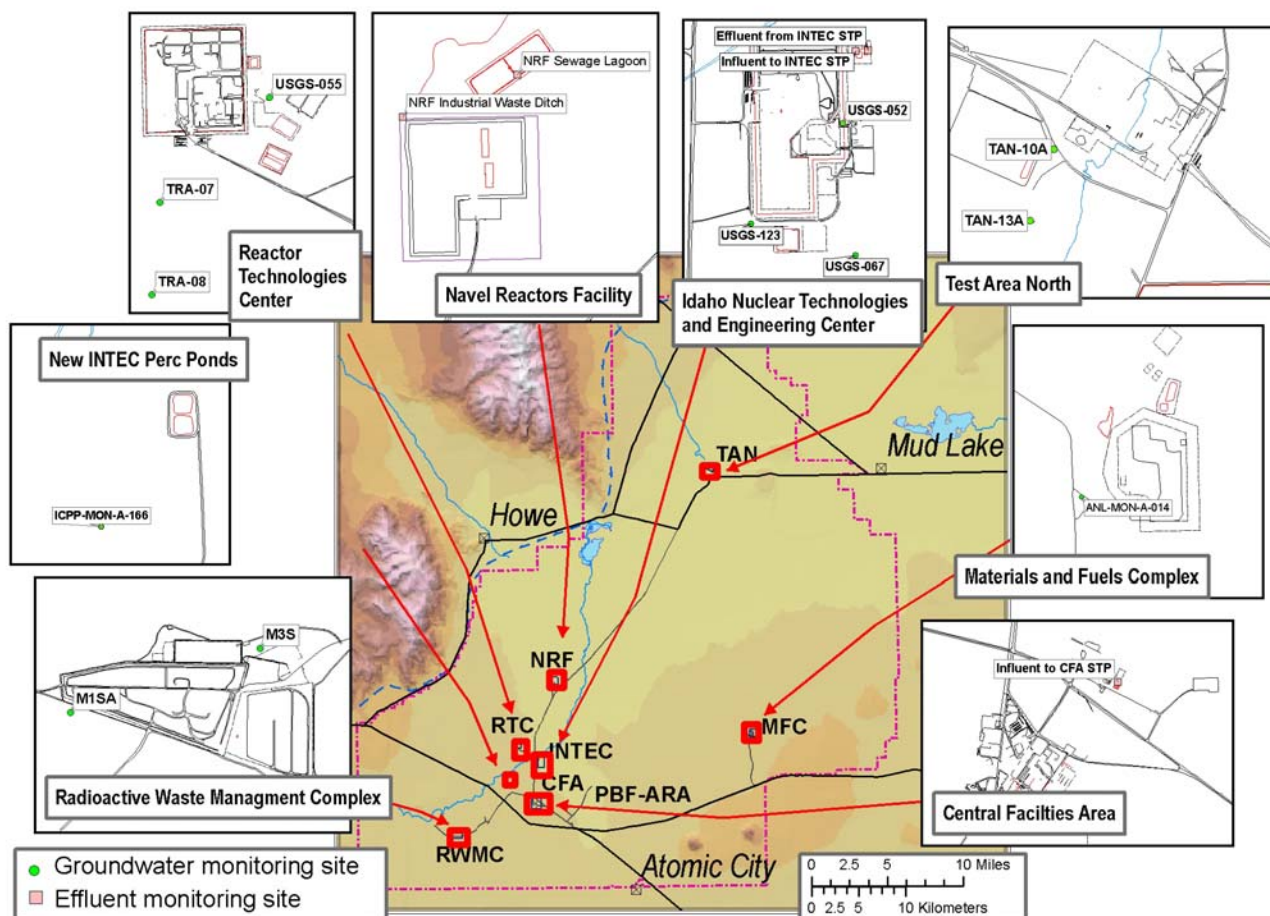 USGS-055
TRA-07
TRA-08
Reactor
Technologies
Center
NRF Sewage Lagoon
NRF Industrial Waste Ditch
Navel Reactors Facility
Effluent from INTEC STP
Influent to INTEC STP
USGS-052
USGS-123
USGS-067
Idaho Nuclear Technologies
and Engineering Center
TAN-10A
TAN-13A
Test Area North
New INTEC Perc Ponds
ICPP-MON-A-166
ANL-MON-A-014
Materials and Fuels Complex
M3S
M1SA
Radioactive Waste Managment Complex
Influent to CFA STP
Central Facilties Area
TAN
Mud Lake
Howe
NRF
RTC
INTEC
MFC
CFA
PBF-ARA
RWMC
Atomic City
Groundwater monitoring site
Effluent monitoring site
0 2.5 5 10 Miles
0 2.5 5 10 Kilometers